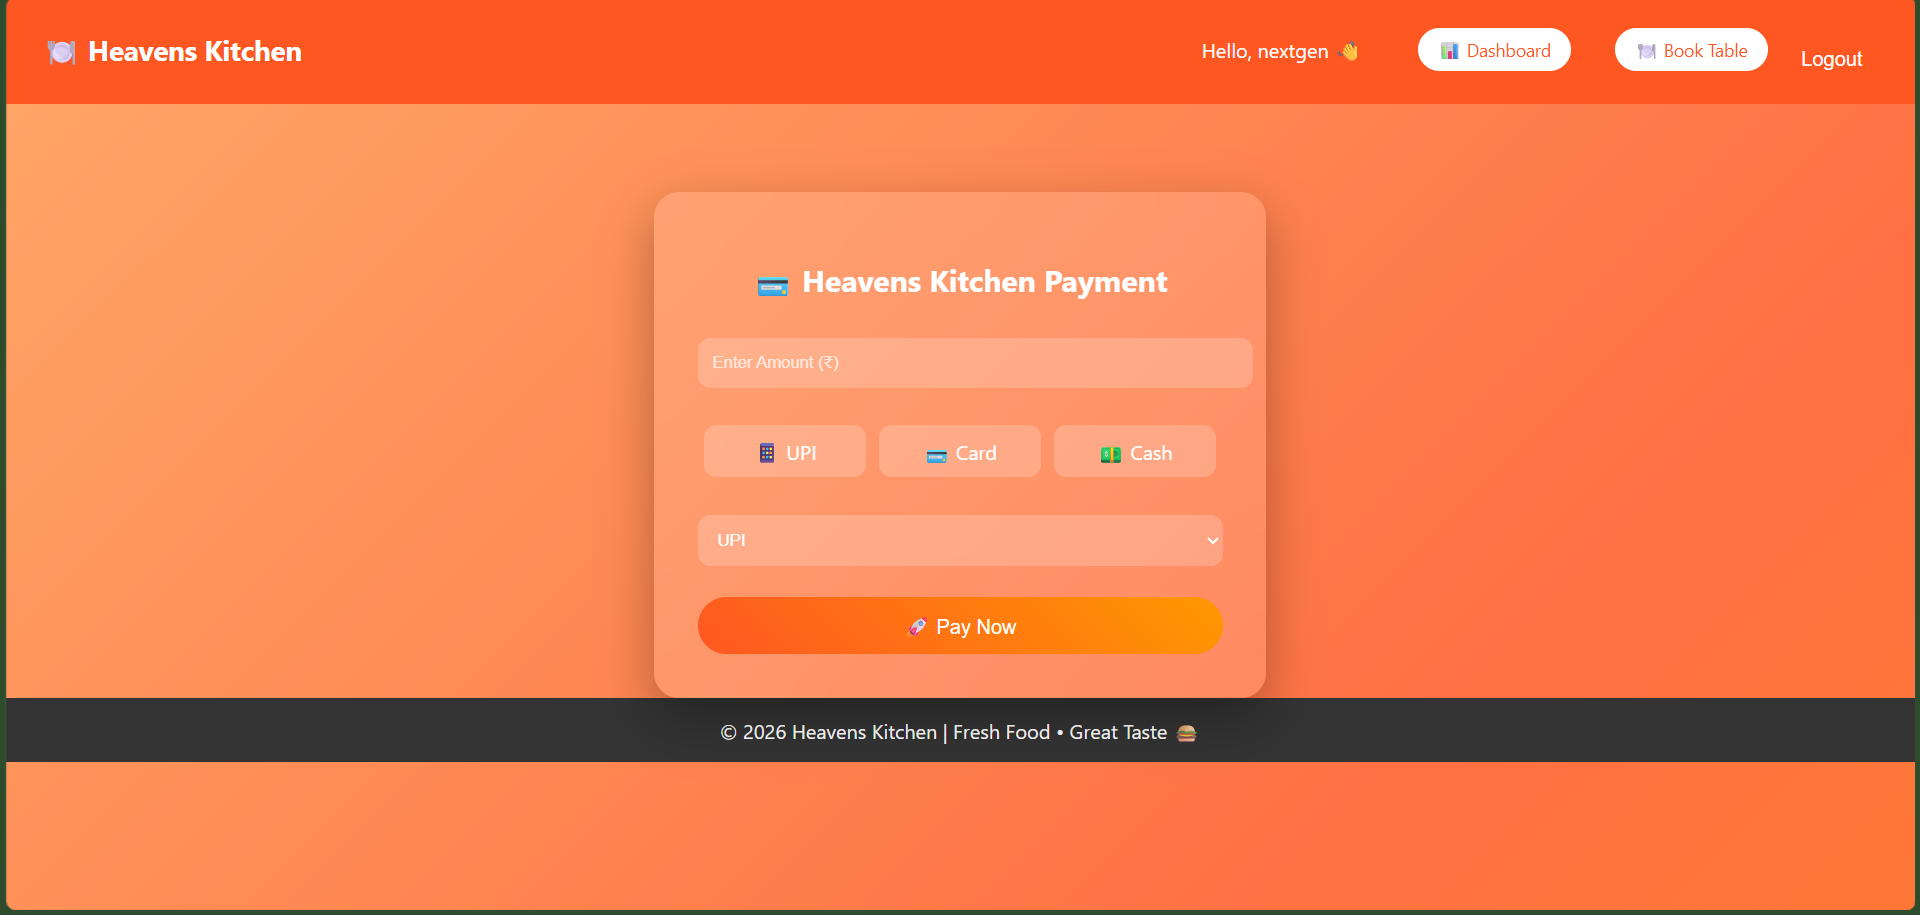 Heavens Kitchen
Hello, nextgen 👋
Dashboard
Book Table
Logout
Heavens Kitchen Payment
Enter Amount (₹)
UPI
Card
Cash
UPI
Pay Now
© 2026 Heavens Kitchen | Fresh Food • Great Taste 🍔